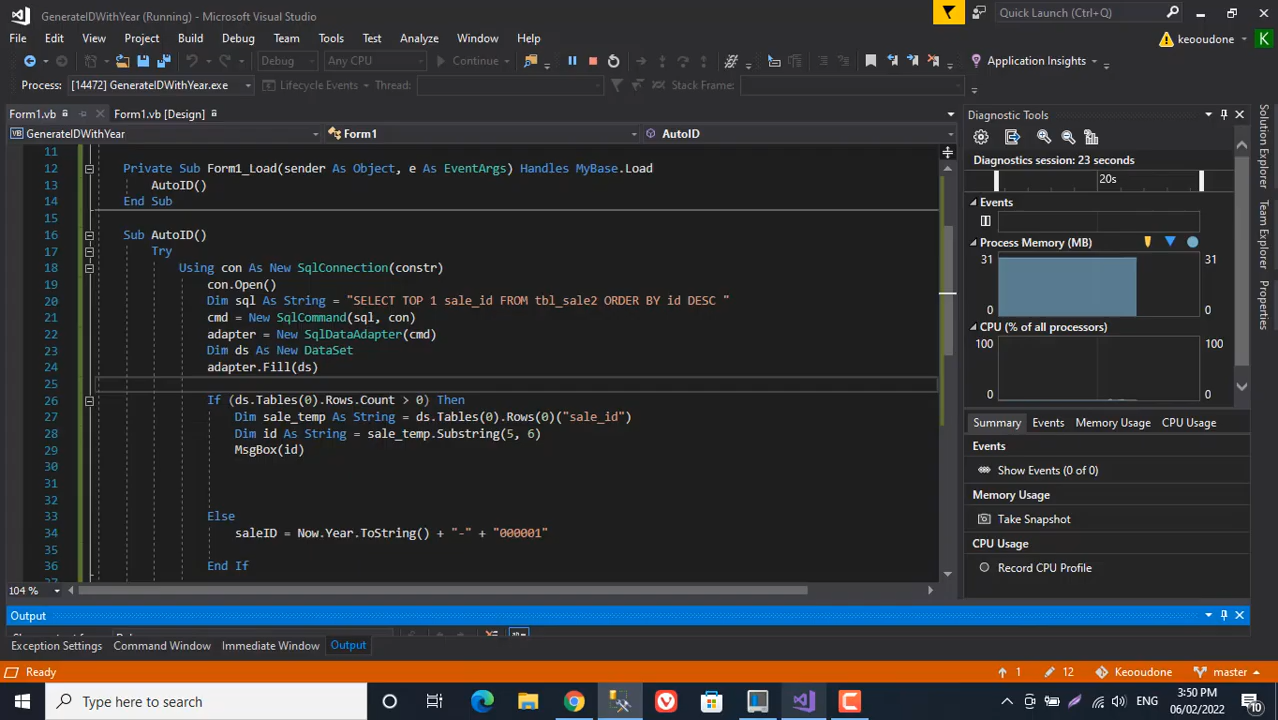 GenerateIDWithYear (Running) - Microsoft Visual Studio
Quick Launch (Ctrl+Q)
File Edit View Project Build Debug Team Tools Test Analyze Window Help
keooudone K
Debug Any CPU Continue Application Insights
Process: [14472] GenerateIDWithYear.exe Lifecycle Events Thread: Stack Frame:
Form1.vb Form1.vb [Design]
VB GenerateIDWithYear Form1 AutoID
11
12 Private Sub Form1_Load(sender As Object, e As EventArgs) Handles MyBase.Load
13 AutoID()
14 End Sub
15
16 Sub AutoID()
17 Try
18 Using con As New SqlConnection(constr)
19 con.Open()
20 Dim sql As String = "SELECT TOP 1 sale_id FROM tbl_sale2 ORDER BY id DESC "
21 cmd = New SqlCommand(sql, con)
22 adapter = New SqlDataAdapter(cmd)
23 Dim ds As New DataSet
24 adapter.Fill(ds)
25
26 If (ds.Tables(0).Rows.Count > 0) Then
27 Dim sale_temp As String = ds.Tables(0).Rows(0)("sale_id")
28 Dim id As String = sale_temp.Substring(5, 6)
29 MsgBox(id)
30
31
32
33 Else
34 saleID = Now.Year.ToString() + "-" + "000001"
35
36 End If
104 %
Diagnostic Tools
Diagnostics session: 23 seconds
20s
Events
Process Memory (MB)
31 31
0 0
CPU (% of all processors)
100 100
0 0
Summary Events Memory Usage CPU Usage
Events
Show Events (0 of 0)
Memory Usage
Take Snapshot
CPU Usage
Record CPU Profile
Solution Explorer
Team Explorer
Properties
Output
Exception Settings Command Window Immediate Window Output
Ready 1 12 Keooudone master
Type here to search
ENG
3:50 PM
06/02/2022
10